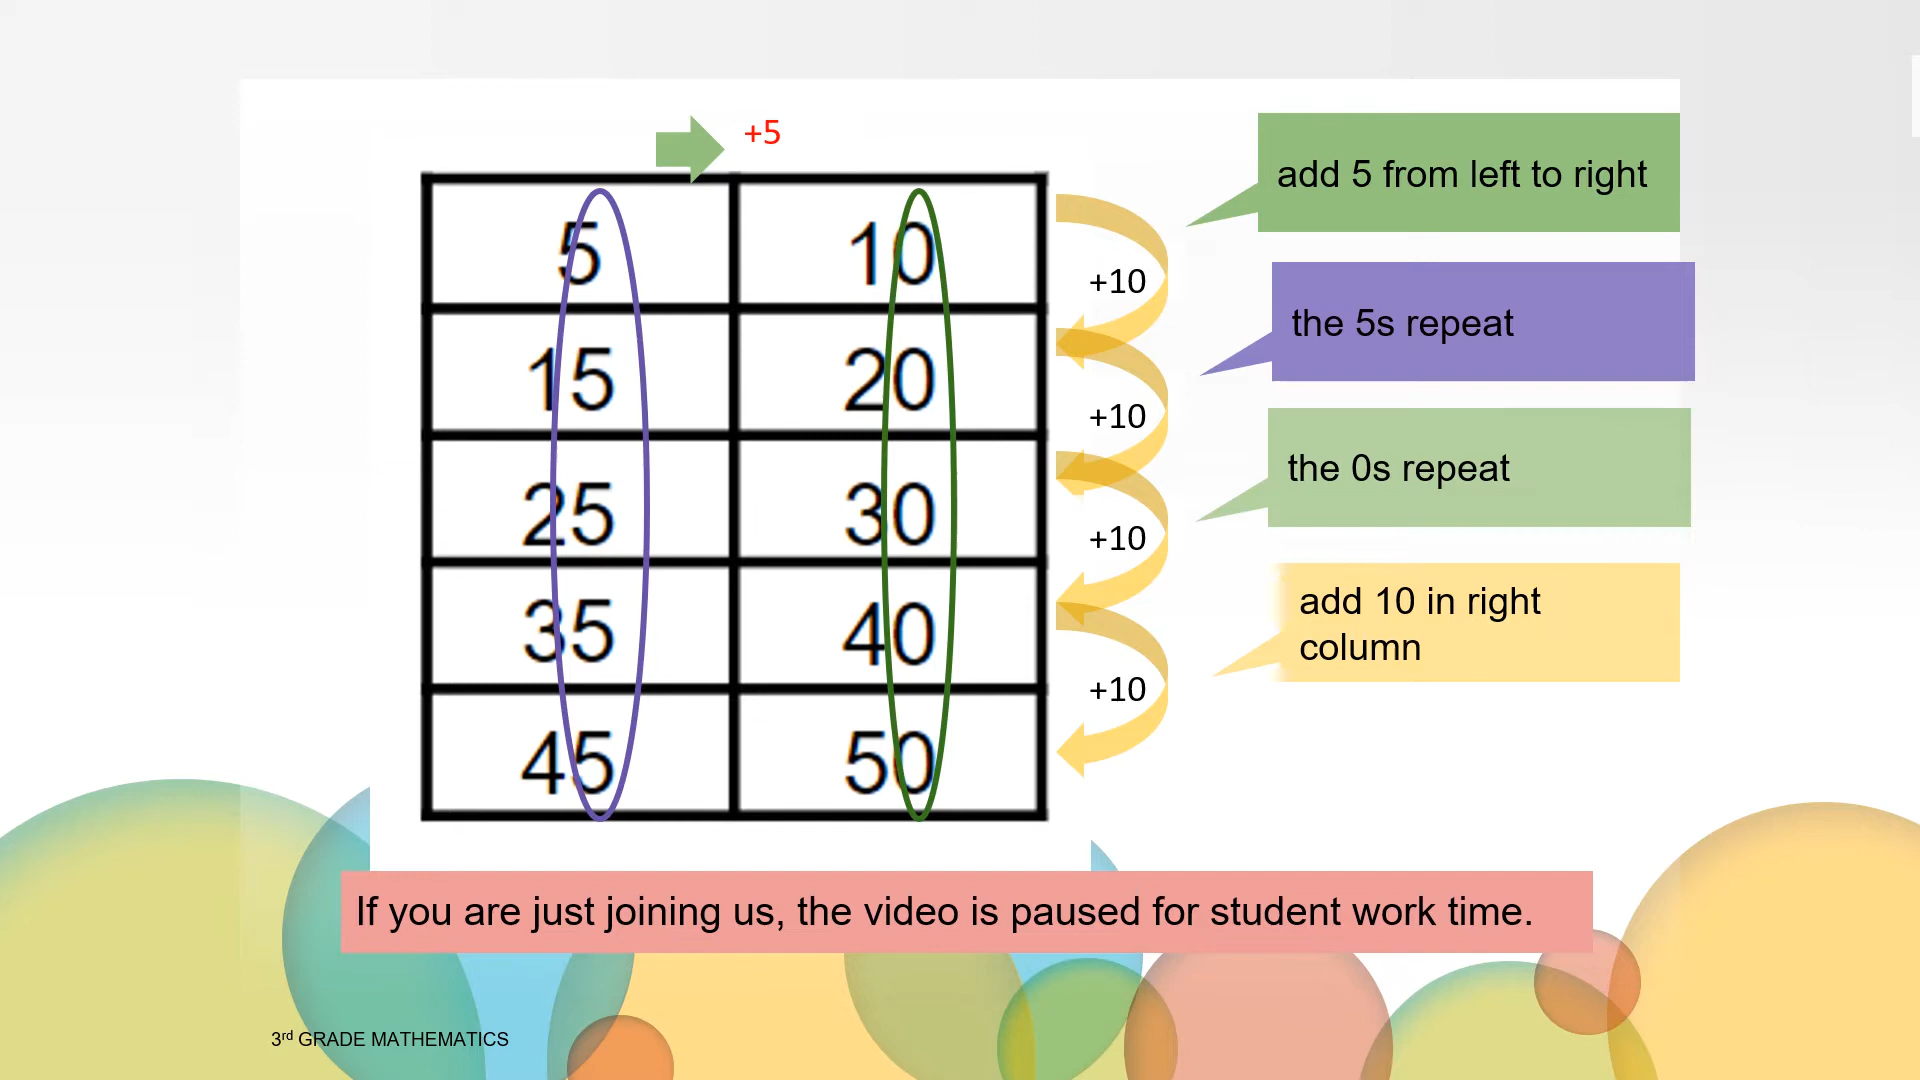 +5
add 5 from left to right
5 10
+10
the 5s repeat
15 20
+10
the 0s repeat
25 30
+10
add 10 in right
column
35 40
+10
45 50
If you are just joining us, the video is paused for student work time.
3rd GRADE MATHEMATICS